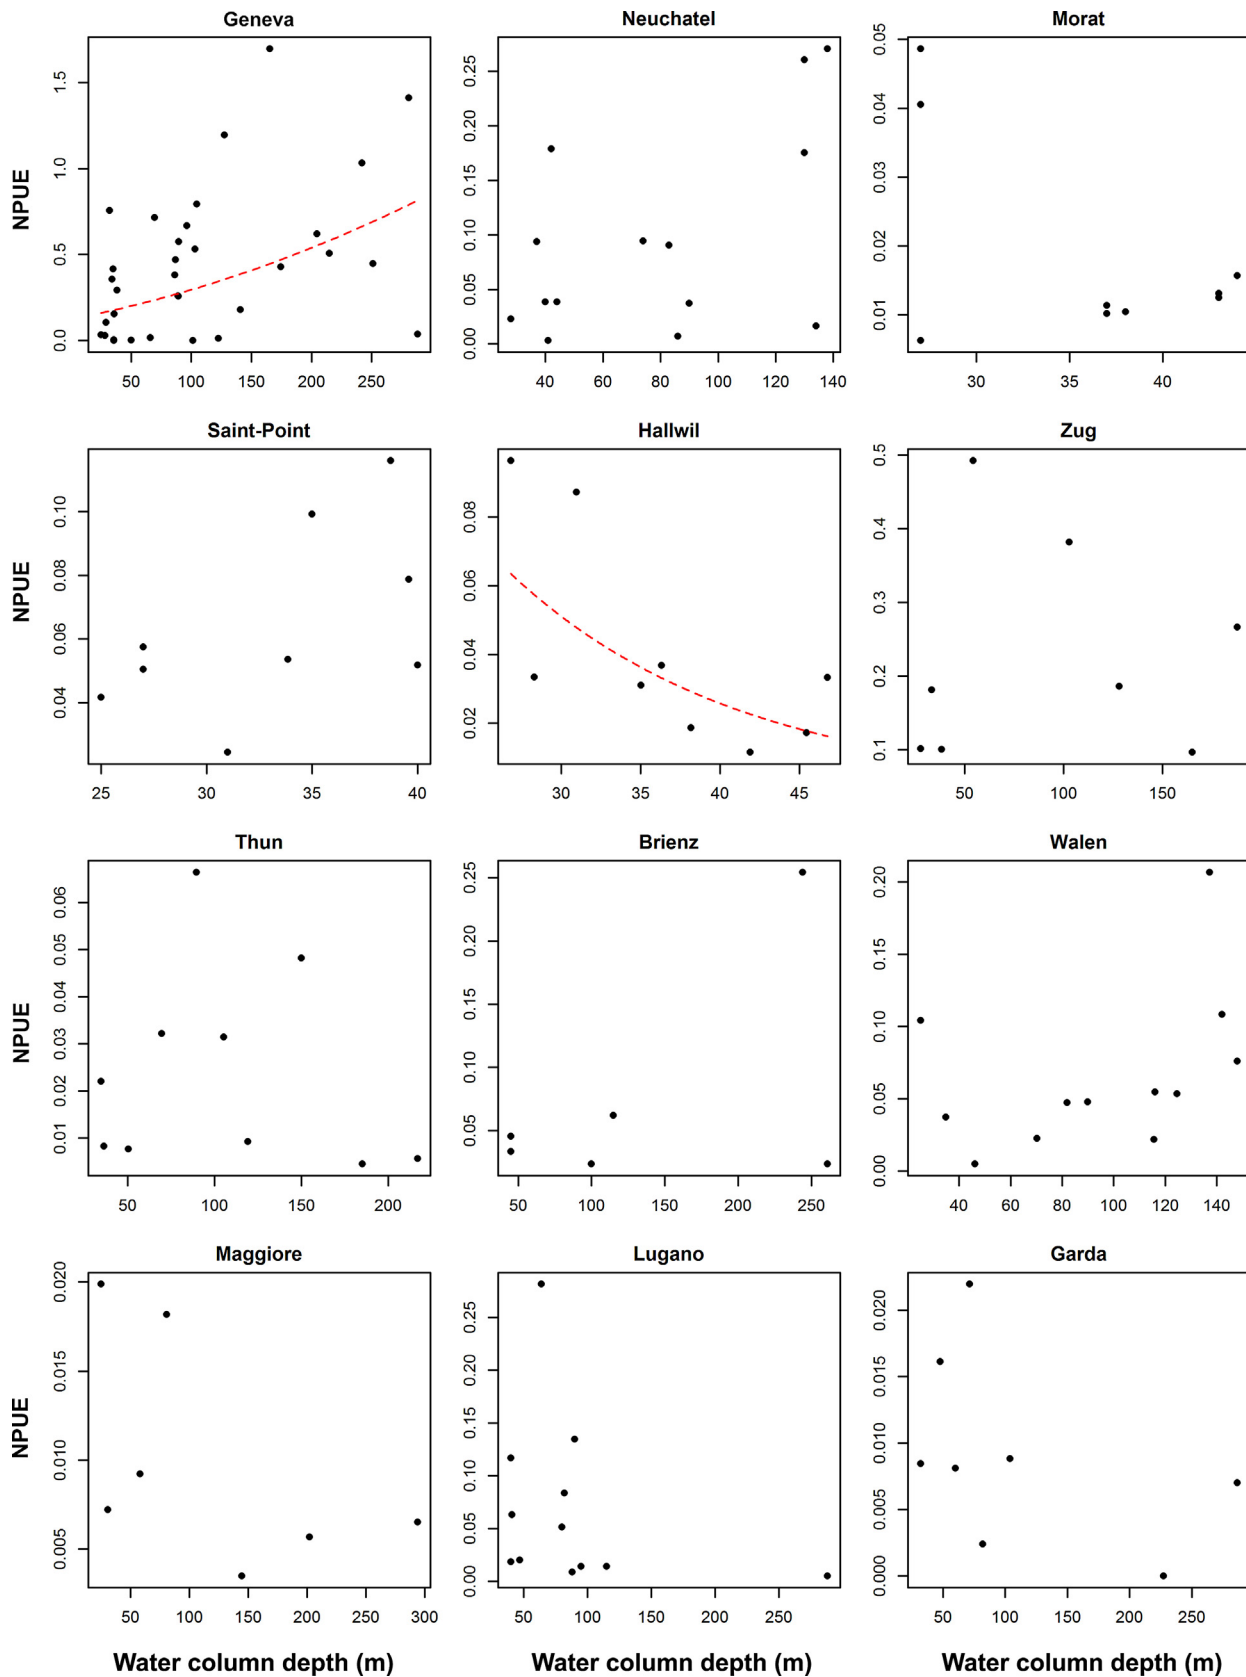 Geneva Neuchatel Morat
NPUE
0.0 0.5 1.0 1.5
50 100 150 200 250
0.00 0.05 0.10 0.15 0.20 0.25
40 60 80 100 120 140
0.01 0.02 0.03 0.04 0.05
30 35 40
Saint-Point Hallwil Zug
NPUE
0.04 0.06 0.08 0.10
25 30 35 40
0.02 0.04 0.06 0.08
30 35 40 45
0.1 0.2 0.3 0.4 0.5
50 100 150
Thun Brienz Walen
NPUE
0.01 0.02 0.03 0.04 0.05 0.06
50 100 150 200
0.05 0.10 0.15 0.20 0.25
50 100 150 200 250
0.00 0.05 0.10 0.15 0.20
40 60 80 100 120 140
Maggiore Lugano Garda
NPUE
0.005 0.010 0.015 0.020
50 100 150 200 250 300
0.00 0.05 0.10 0.15 0.20 0.25
50 100 150 200 250
0.000 0.005 0.010 0.015 0.020
50 100 150 200 250
Water column depth (m) Water column depth (m) Water column depth (m)